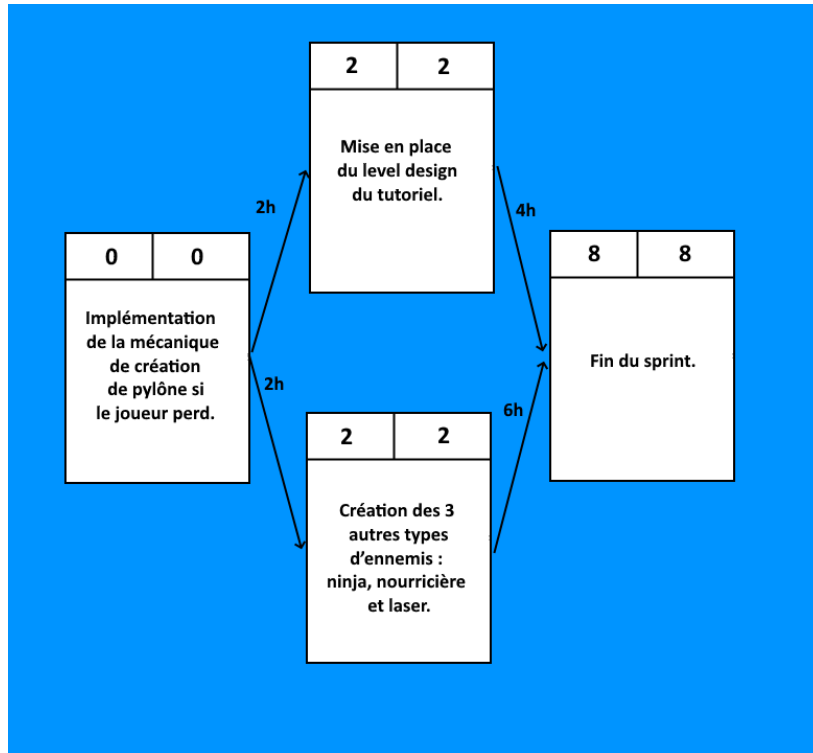 2 2
Mise en place
du level design
du tutoriel.
2h
4h
0 0
Implémentation
de la mécanique
de création
de pylône si
le joueur perd.
8 8
Fin du sprint.
2h
6h
2 2
Création des 3
autres types
d'ennemis :
ninja, nourricière
et laser.